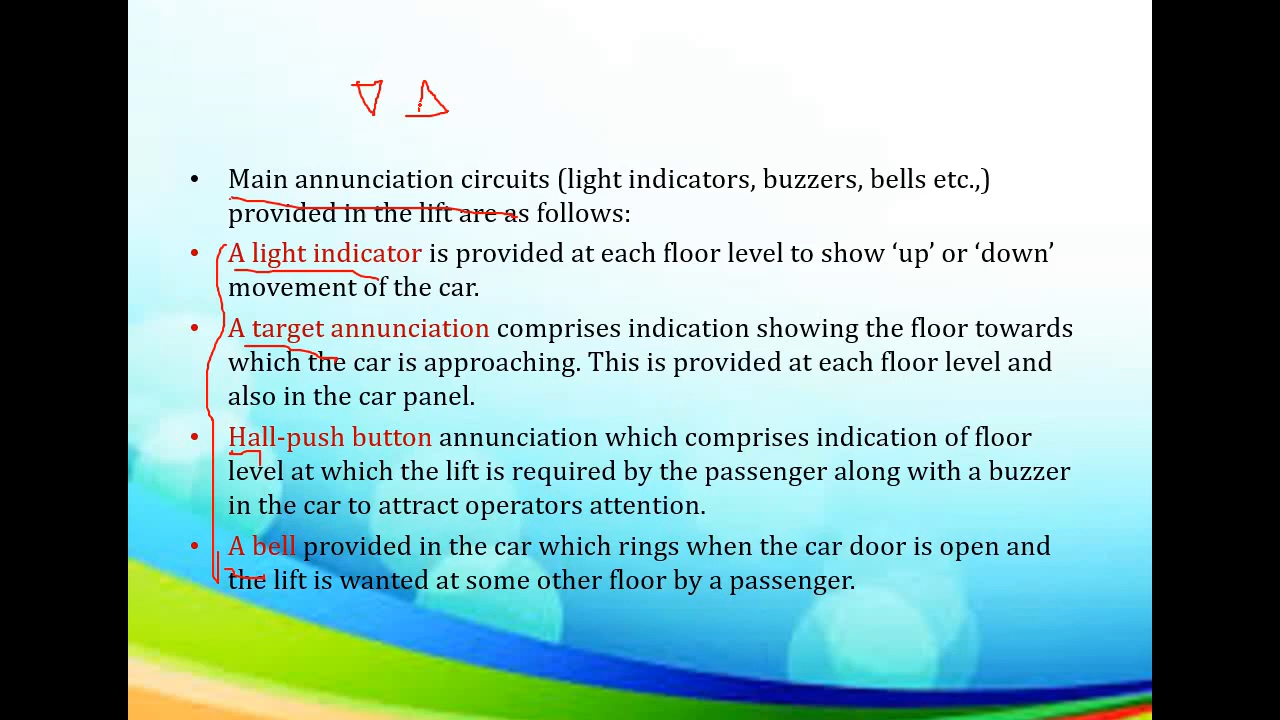 • Main annunciation circuits (light indicators, buzzers, bells etc.,)
provided in the lift are as follows:
• A light indicator is provided at each floor level to show ‘up’ or ‘down’
movement of the car.
• A target annunciation comprises indication showing the floor towards
which the car is approaching. This is provided at each floor level and
also in the car panel.
• Hall-push button annunciation which comprises indication of floor
level at which the lift is required by the passenger along with a buzzer
in the car to attract operators attention.
• A bell provided in the car which rings when the car door is open and
the lift is wanted at some other floor by a passenger.